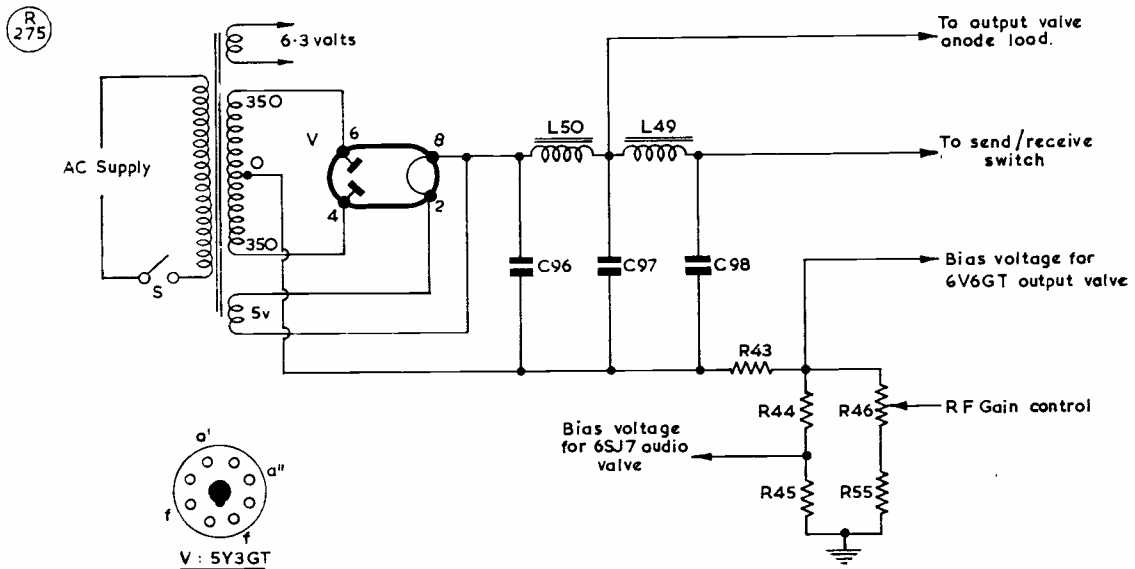 R
275
6·3 volts
To output valve
anode load.
350
V
6
8
L50
L49
AC Supply
O
To send/receive
switch
4
2
350
C96
C97
C98
Bias voltage for
6V6GT output valve
S
5v
R43
R44
R46
RF Gain control
Bias voltage
for 6SJ7 audio
valve
a'
a"
R45
R55
f
f
V : 5Y3GT